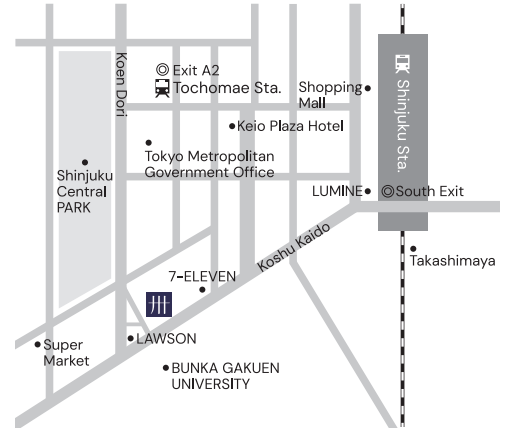 Koen Dori
Exit A2
Tochomae Sta.
Shopping
Mall
Shinjuku Sta.
Keio Plaza Hotel
Tokyo Metropolitan
Government Office
Shinjuku
Central
PARK
LUMINE
South Exit
Koshu Kaido
Takashimaya
7-ELEVEN
LAWSON
Super
Market
BUNKA GAKUEN
UNIVERSITY